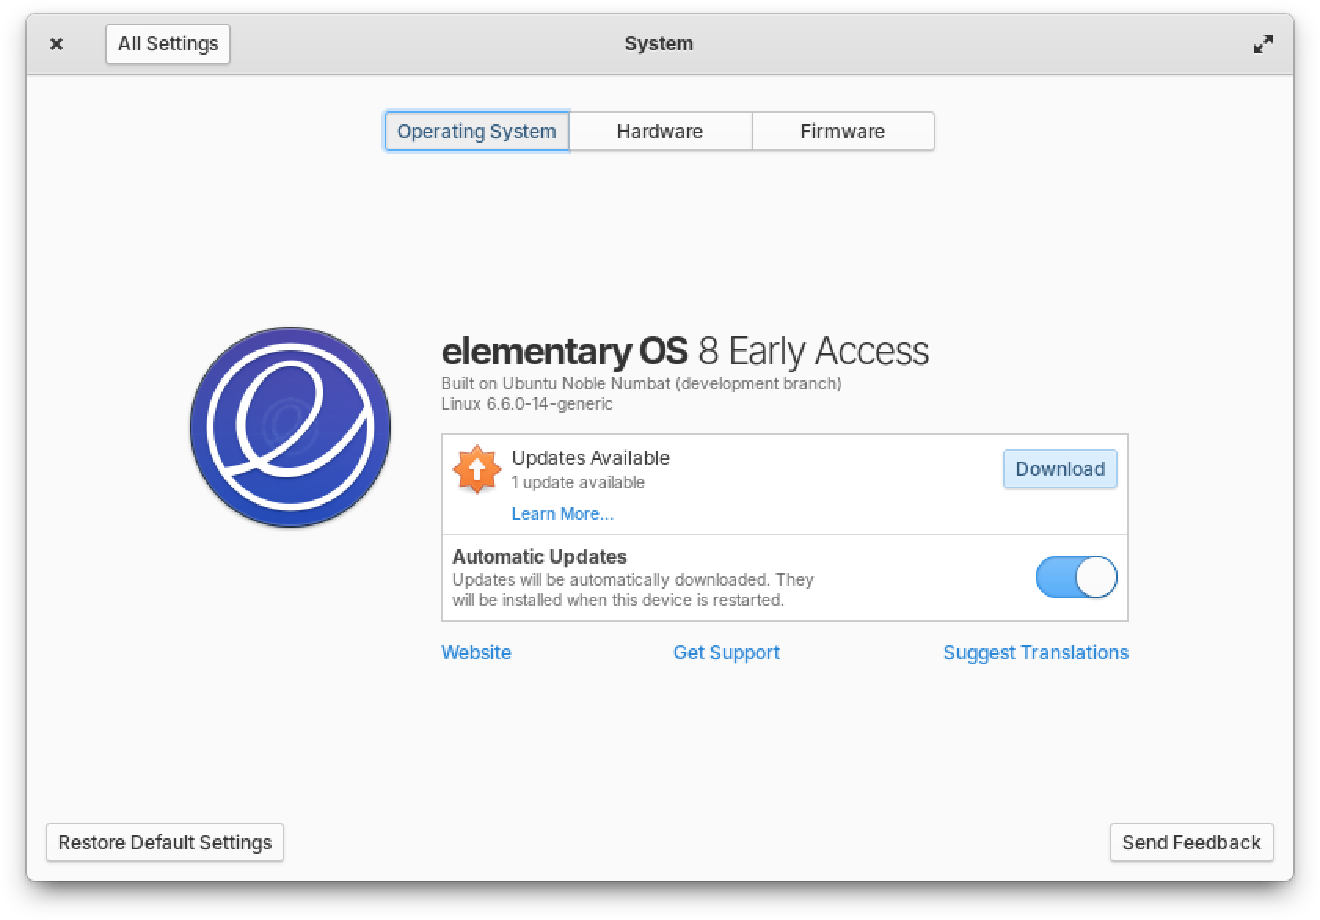 All Settings
System
Operating System
Hardware
Firmware
elementary OS 8 Early Access
Built on Ubuntu Noble Numbat (development branch)
Linux 6.6.0-14-generic
Updates Available
1 update available
Download
Learn More...
Automatic Updates
Updates will be automatically downloaded. They
will be installed when this device is restarted.
Website
Get Support
Suggest Translations
Restore Default Settings
Send Feedback